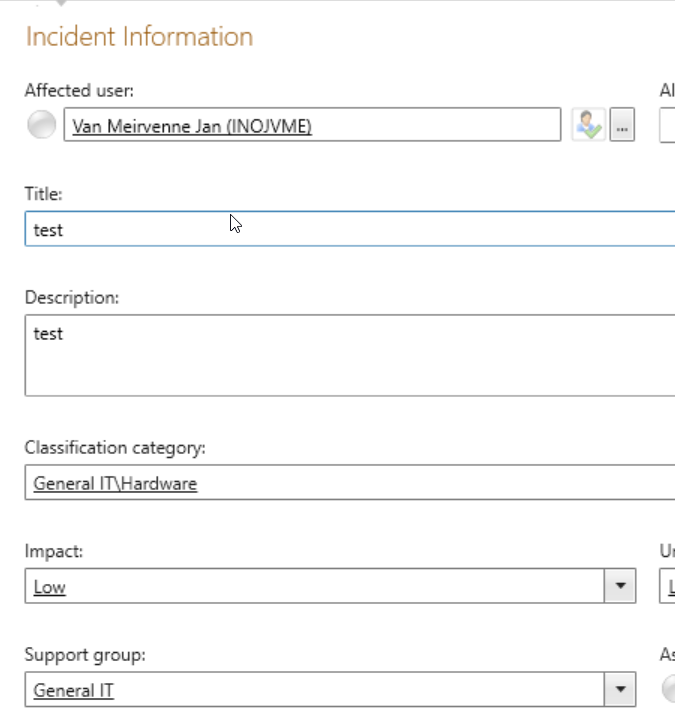 Incident Information
Affected user:
Al
Van Meirvenne Jan (INOJVME)
...
Title:
test
Description:
test
Classification category:
General IT\Hardware
Impact:
Low
Support group:
As
General IT